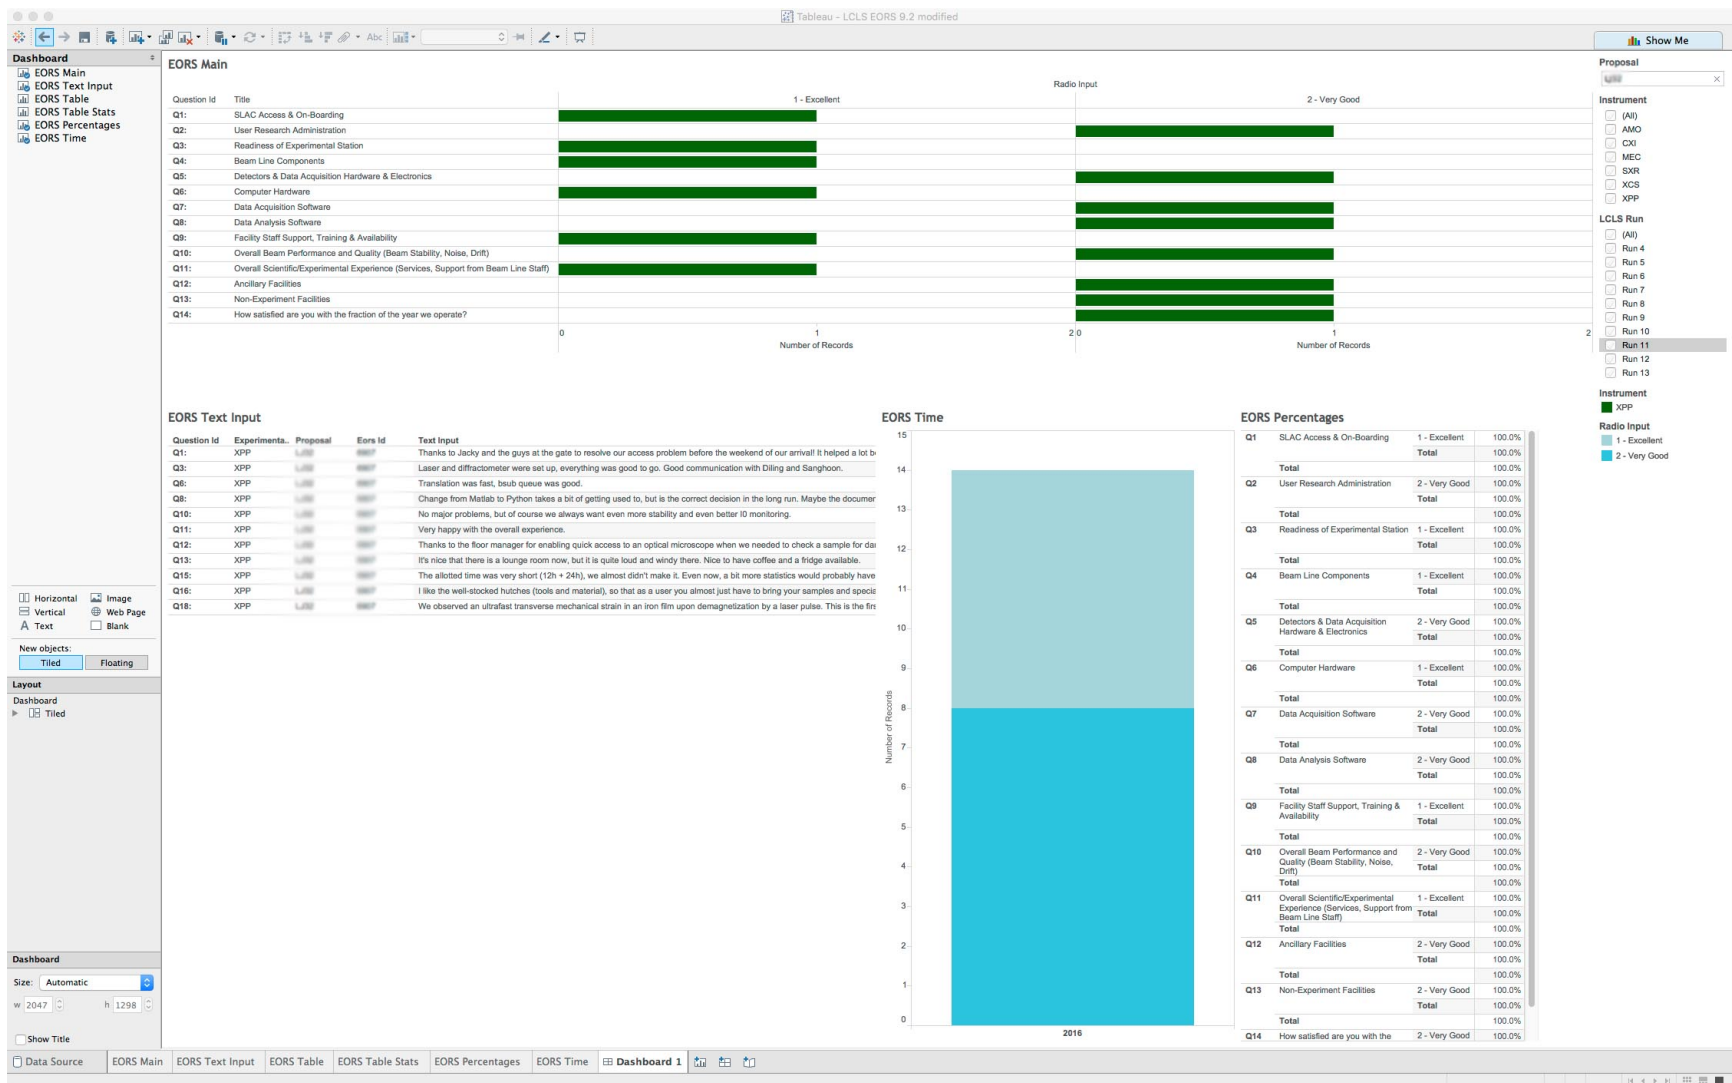 Tableau - LCLS EORS 9.2 modified
Abc
Show Me
Dashboard
EORS Main
EORS Text Input
EORS Table
EORS Table Stats
EORS Percentages
EORS Time
Horizontal Image
Vertical Web Page
A Text Blank
New objects:
Tiled Floating
Layout
Dashboard
Tiled
Dashboard
Size: Automatic
w 2047 h 1298
Show Title
EORS Main
Radio Input
Question Id Title 1 - Excellent 2 - Very Good
Q1: SLAC Access & On-Boarding
Q2: User Research Administration
Q3: Readiness of Experimental Station
Q4: Beam Line Components
Q5: Detectors & Data Acquisition Hardware & Electronics
Q6: Computer Hardware
Q7: Data Acquisition Software
Q8: Data Analysis Software
Q9: Facility Staff Support, Training & Availability
Q10: Overall Beam Performance and Quality (Beam Stability, Noise, Drift)
Q11: Overall Scientific/Experimental Experience (Services, Support from Beam Line Staff)
Q12: Ancillary Facilities
Q13: Non-Experiment Facilities
Q14: How satisfied are you with the fraction of the year we operate?
0 1 2 0 1 2
Number of Records Number of Records
EORS Text Input
Question Id Experimenta.. Proposal Eors Id Text Input
Q1: XPP Thanks to Jacky and the guys at the gate to resolve our access problem before the weekend of our arrival! It helped a lot b
Q3: XPP Laser and diffractometer were set up, everything was good to go. Good communication with Diling and Sanghoon.
Q6: XPP Translation was fast, bsub queue was good.
Q8: XPP Change from Matlab to Python takes a bit of getting used to, but is the correct decision in the long run. Maybe the documer
Q10: XPP No major problems, but of course we always want even more stability and even better I0 monitoring.
Q11: XPP Very happy with the overall experience.
Q12: XPP Thanks to the floor manager for enabling quick access to an optical microscope when we needed to check a sample for dar
Q13: XPP It's nice that there is a lounge room now, but it is quite loud and windy there. Nice to have coffee and a fridge available.
Q15: XPP The allotted time was very short (12h + 24h), we almost didn't make it. Even now, a bit more statistics would probably have
Q16: XPP I like the well-stocked hutches (tools and material), so that as a user you almost just have to bring your samples and specia
Q18: XPP We observed an ultrafast transverse mechanical strain in an iron film upon demagnetization by a laser pulse. This is the firs
EORS Time
15
14
13
12
11
10
9
8
7
6
5
4
3
2
1
0
Number of Records
2016
EORS Percentages
Q1 SLAC Access & On-Boarding 1 - Excellent 100.0%
Total 100.0%
Total 100.0%
Q2 User Research Administration 2 - Very Good 100.0%
Total 100.0%
Total 100.0%
Q3 Readiness of Experimental Station 1 - Excellent 100.0%
Total 100.0%
Total 100.0%
Q4 Beam Line Components 1 - Excellent 100.0%
Total 100.0%
Total 100.0%
Q5 Detectors & Data Acquisition 2 - Very Good 100.0%
Hardware & Electronics Total 100.0%
Total 100.0%
Q6 Computer Hardware 1 - Excellent 100.0%
Total 100.0%
Total 100.0%
Q7 Data Acquisition Software 2 - Very Good 100.0%
Total 100.0%
Total 100.0%
Q8 Data Analysis Software 2 - Very Good 100.0%
Total 100.0%
Total 100.0%
Q9 Facility Staff Support, Training & 1 - Excellent 100.0%
Availability Total 100.0%
Total 100.0%
Q10 Overall Beam Performance and 2 - Very Good 100.0%
Quality (Beam Stability, Noise, Total 100.0%
Drift)
Total 100.0%
Q11 Overall Scientific/Experimental 1 - Excellent 100.0%
Experience (Services, Support from Total 100.0%
Beam Line Staff)
Total 100.0%
Q12 Ancillary Facilities 2 - Very Good 100.0%
Total 100.0%
Total 100.0%
Q13 Non-Experiment Facilities 2 - Very Good 100.0%
Total 100.0%
Total 100.0%
Q14 How satisfied are you with the 2 - Very Good 100.0%
Proposal
Instrument
(All)
AMO
CXI
MEC
SXR
XCS
XPP
LCLS Run
(All)
Run 4
Run 5
Run 6
Run 7
Run 8
Run 9
Run 10
Run 11
Run 12
Run 13
Instrument
XPP
Radio Input
1 - Excellent
2 - Very Good
Data Source EORS Main EORS Text Input EORS Table EORS Table Stats EORS Percentages EORS Time Dashboard 1